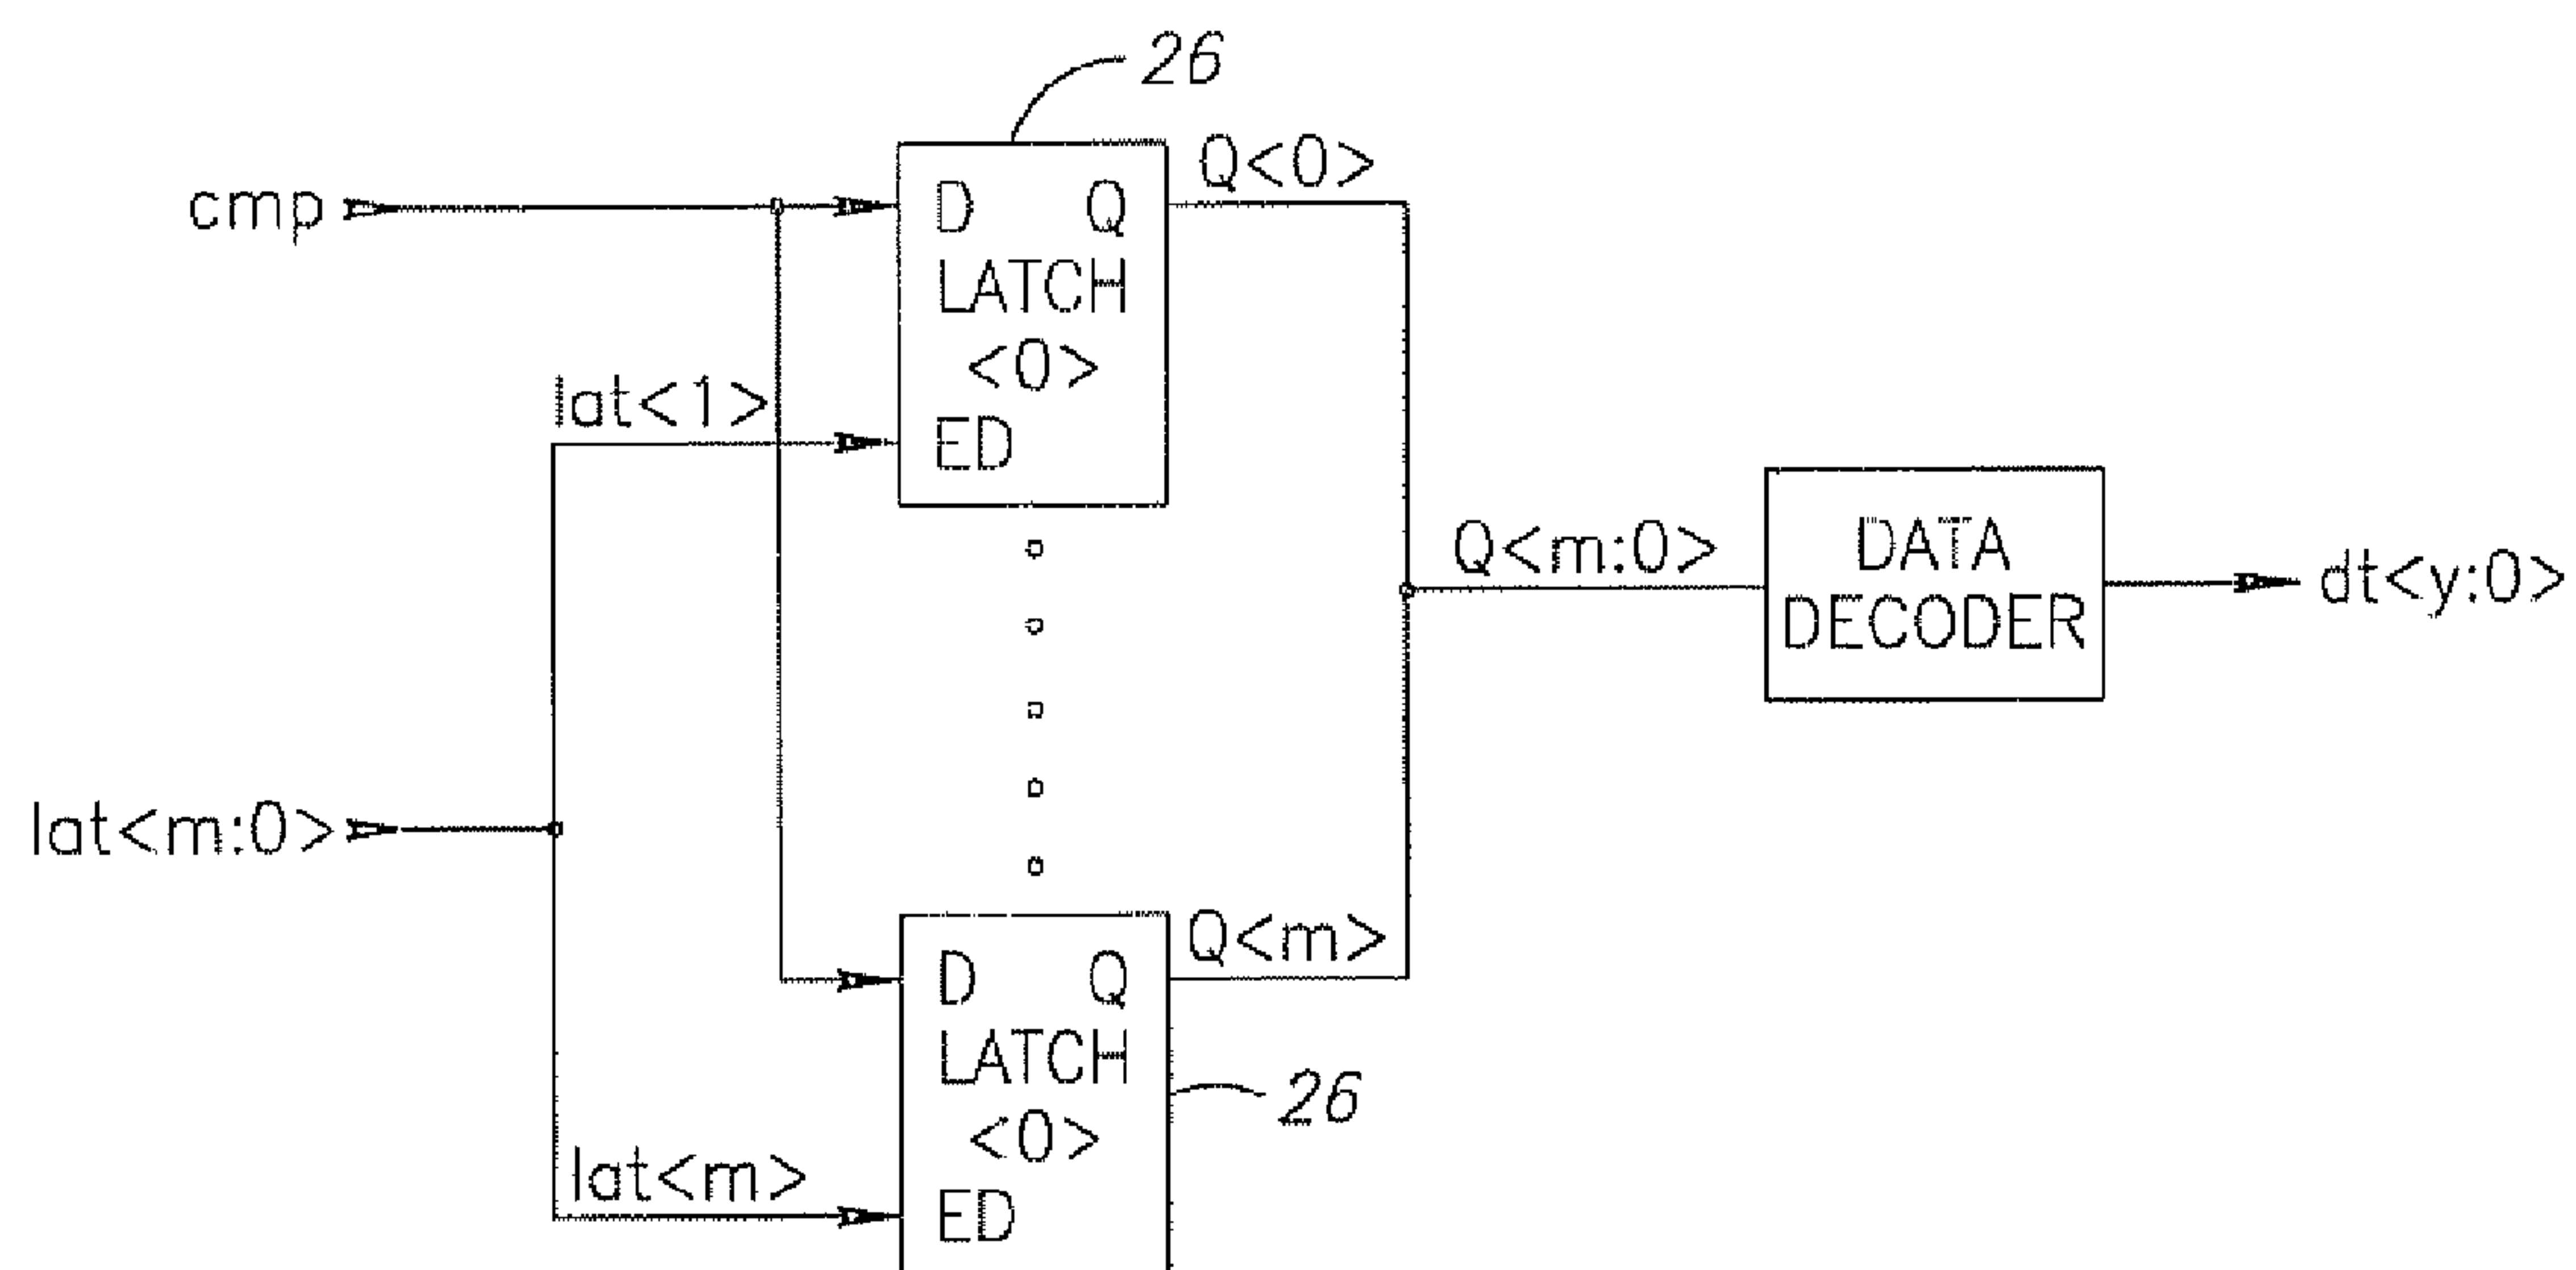 26
cmp
D Q
LATCH
<0>
ED
Q<0>
lat<1>
Q<m:0>
DATA
DECODER
dt<y:0>
lat<m:0>
D Q
LATCH
<0>
ED
Q<m>
26
lat<m>